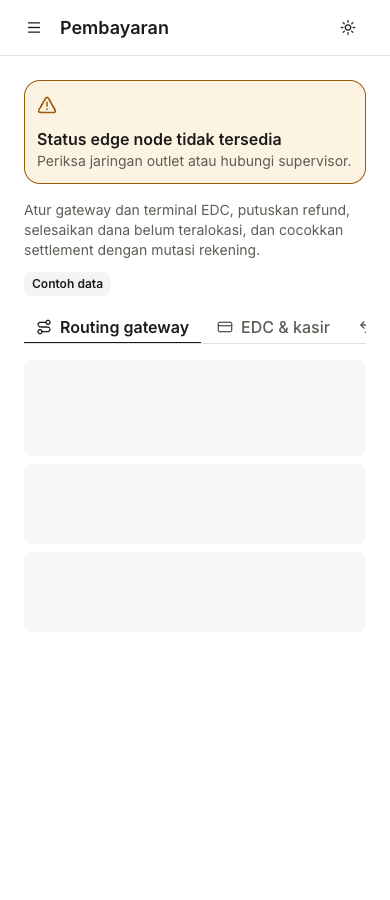 Pembayaran
Status edge node tidak tersedia
Periksa jaringan outlet atau hubungi supervisor.
Atur gateway dan terminal EDC, putuskan refund,
selesaikan dana belum teralokasi, dan cocokkan
settlement dengan mutasi rekening.
Contoh data
Routing gateway
EDC & kasir